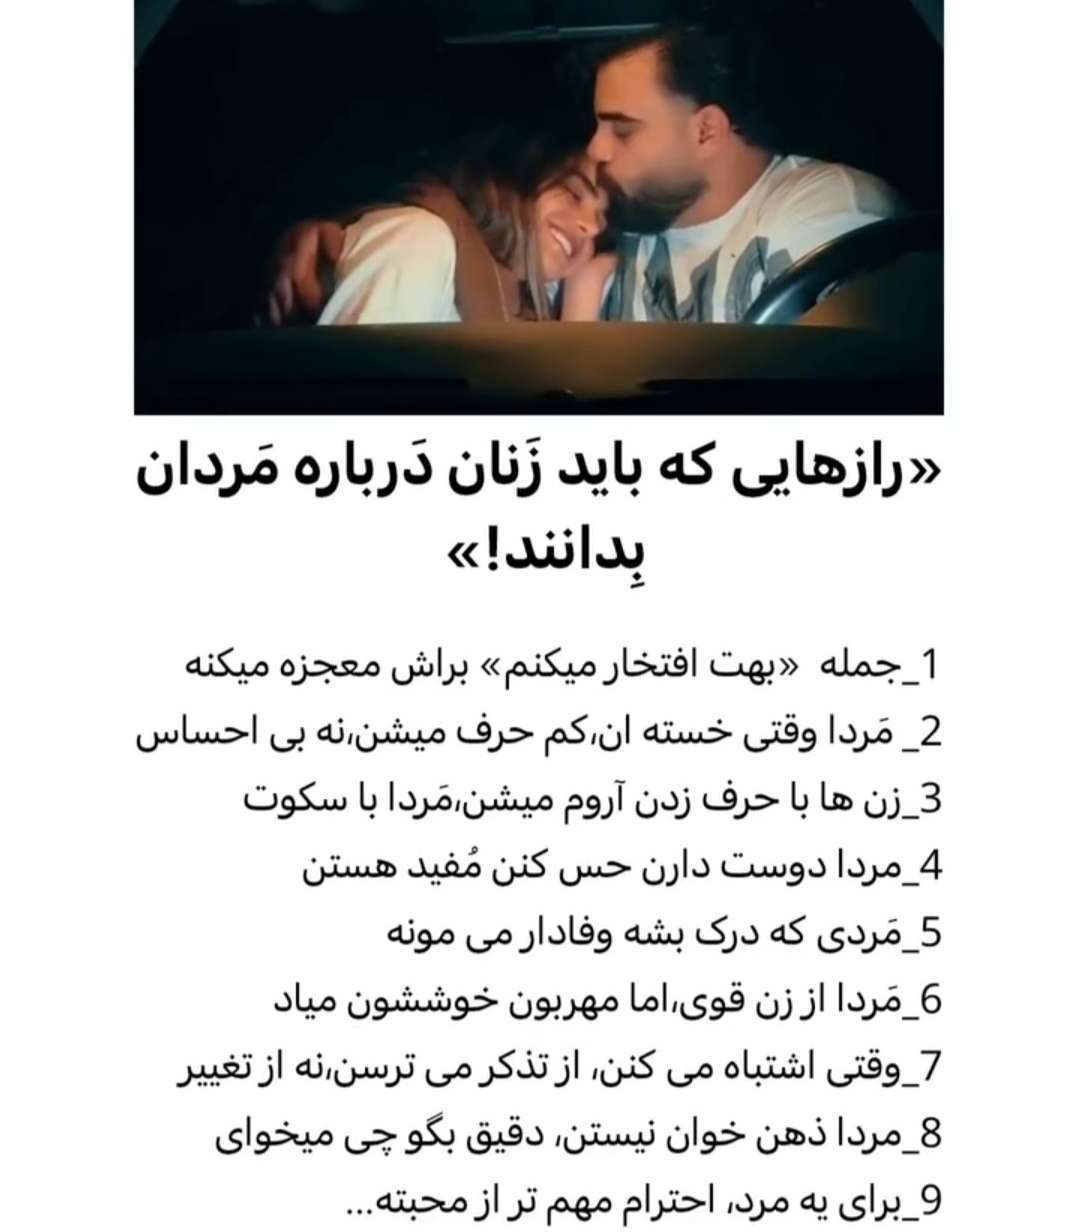 «رازهایی که باید زَنان دَرباره مَردان
بِدانند!»
1_جمله «بهت افتخار میکنم» براش معجزه میکنه
2_ مَردا وقتی خسته ان،کم حرف میشن،نه بی احساس
3_زن ها با حرف زدن آروم میشن،مَردا با سکوت
4_مردا دوست دارن حس کنن مُفید هستن
5_مَردی که درک بشه وفادار می مونه
6_مَردا از زن قوی،اما مهربون خوششون میاد
7_وقتی اشتباه می کنن، از تذکر می ترسن،نه از تغییر
8_مردا ذهن خوان نیستن، دقیق بگو چی میخوای
9_برای یه مرد، احترام مهم تر از محبته...